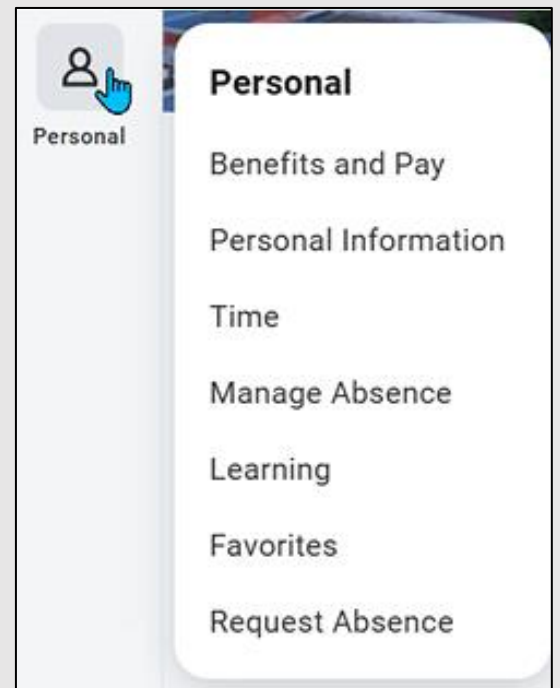 Personal
Personal
Benefits and Pay
Personal Information
Time
Manage Absence
Learning
Favorites
Request Absence